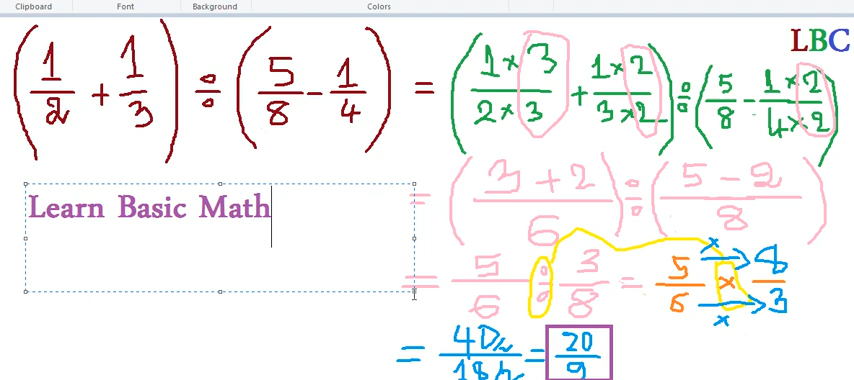 Clipboard Font Background Colors
LBC
(1/2 + 1/3) ÷ (5/8 - 1/4) = (1×3/2×3 + 1×2/3×2) ÷ (5/8 - 1×2/4×2)
Learn Basic Math
= (3+2/6) ÷ (5-2/8)
= 5/6 ÷ 3/8 = 5/6 × 8/3
x
x
= 40/18 = 20/9